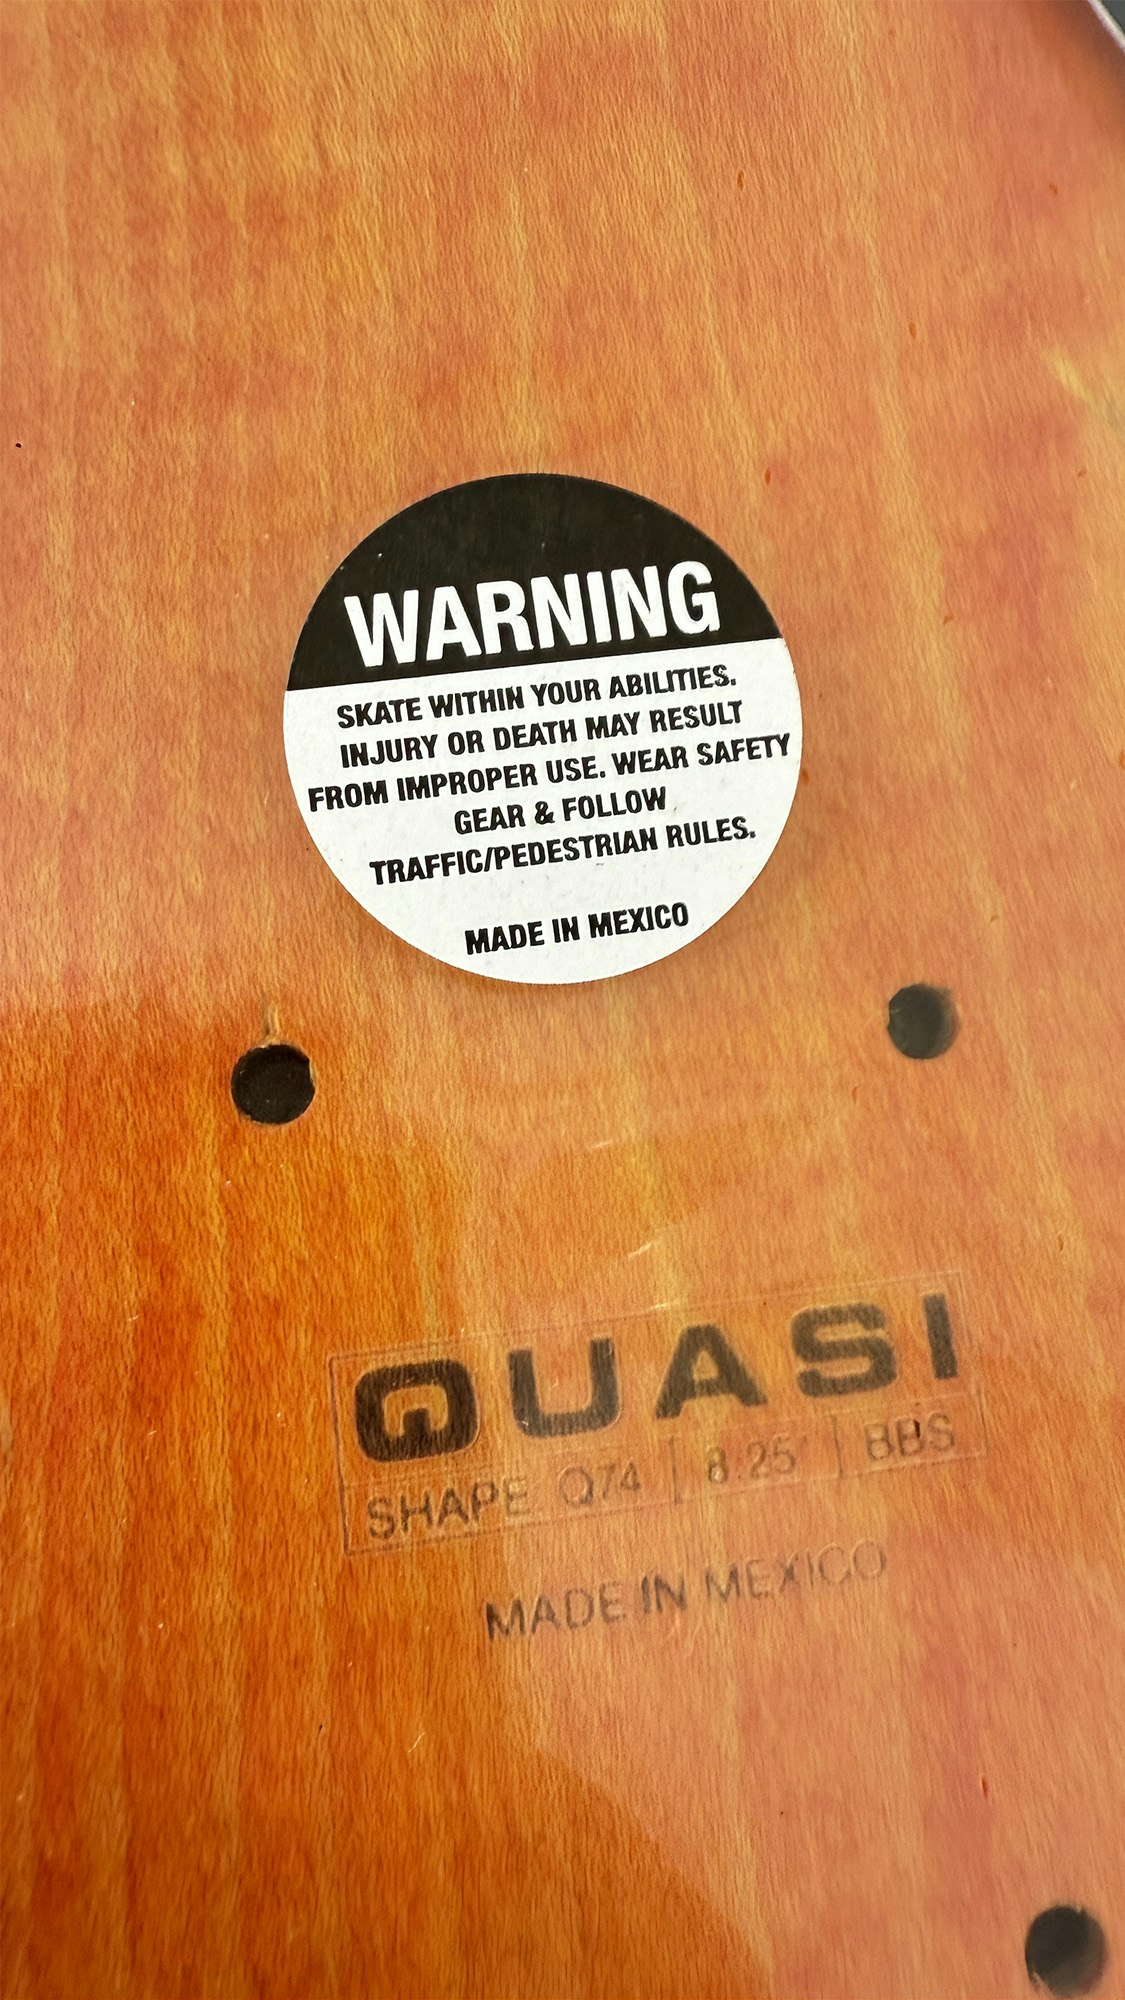 WARNING
SKATE WITHIN YOUR ABILITIES.
INJURY OR DEATH MAY RESULT
FROM IMPROPER USE. WEAR SAFETY
GEAR & FOLLOW
TRAFFIC/PEDESTRIAN RULES.
MADE IN MEXICO
QUASI
SHAPE Q74 | 8.25" | BBS
MADE IN MEXICO